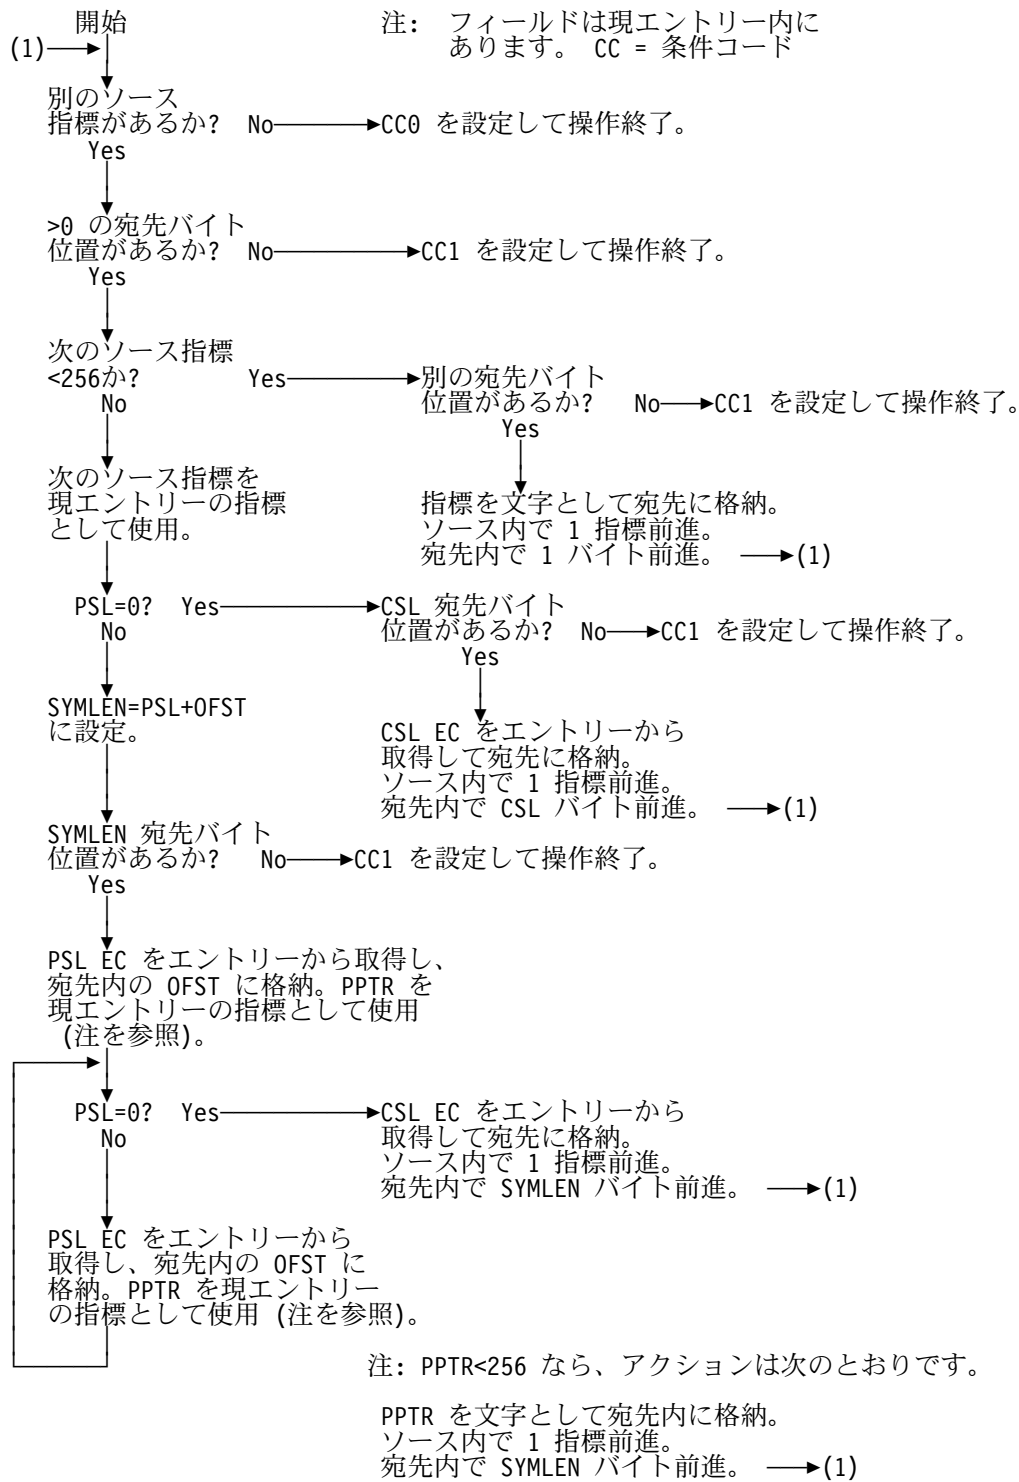 開始
注: フィールドは現エントリー内に
あります。 CC = 条件コード
(1)
別のソース
指標があるか? No CC0 を設定して操作終了。
Yes
>0 の宛先バイト
位置があるか? No CC1 を設定して操作終了。
Yes
次のソース指標
<256か? Yes
No
別の宛先バイト
位置があるか? No CC1 を設定して操作終了。
Yes
次のソース指標を
現エントリーの指標
として使用。
指標を文字として宛先に格納。
ソース内で 1 指標前進。
宛先内で 1 バイト前進。 (1)
PSL=0? Yes
No
CSL 宛先バイト
位置があるか? No CC1 を設定して操作終了。
Yes
SYMLEN=PSL+OFST
に設定。
CSL EC をエントリーから
取得して宛先に格納。
ソース内で 1 指標前進。
宛先内で CSL バイト前進。 (1)
SYMLEN 宛先バイト
位置があるか? No CC1 を設定して操作終了。
Yes
PSL EC をエントリーから取得し、
宛先内の OFST に格納。PPTR を
現エントリーの指標として使用
(注を参照)。
PSL=0? Yes
No
CSL EC をエントリーから
取得して宛先に格納。
ソース内で 1 指標前進。
宛先内で SYMLEN バイト前進。 (1)
PSL EC をエントリーから
取得し、宛先内の OFST に
格納。PPTR を現エントリー
の指標として使用 (注を参照)。
注: PPTR<256 なら、アクションは次のとおりです。
PPTR を文字として宛先内に格納。
ソース内で 1 指標前進。
宛先内で SYMLEN バイト前進。 (1)